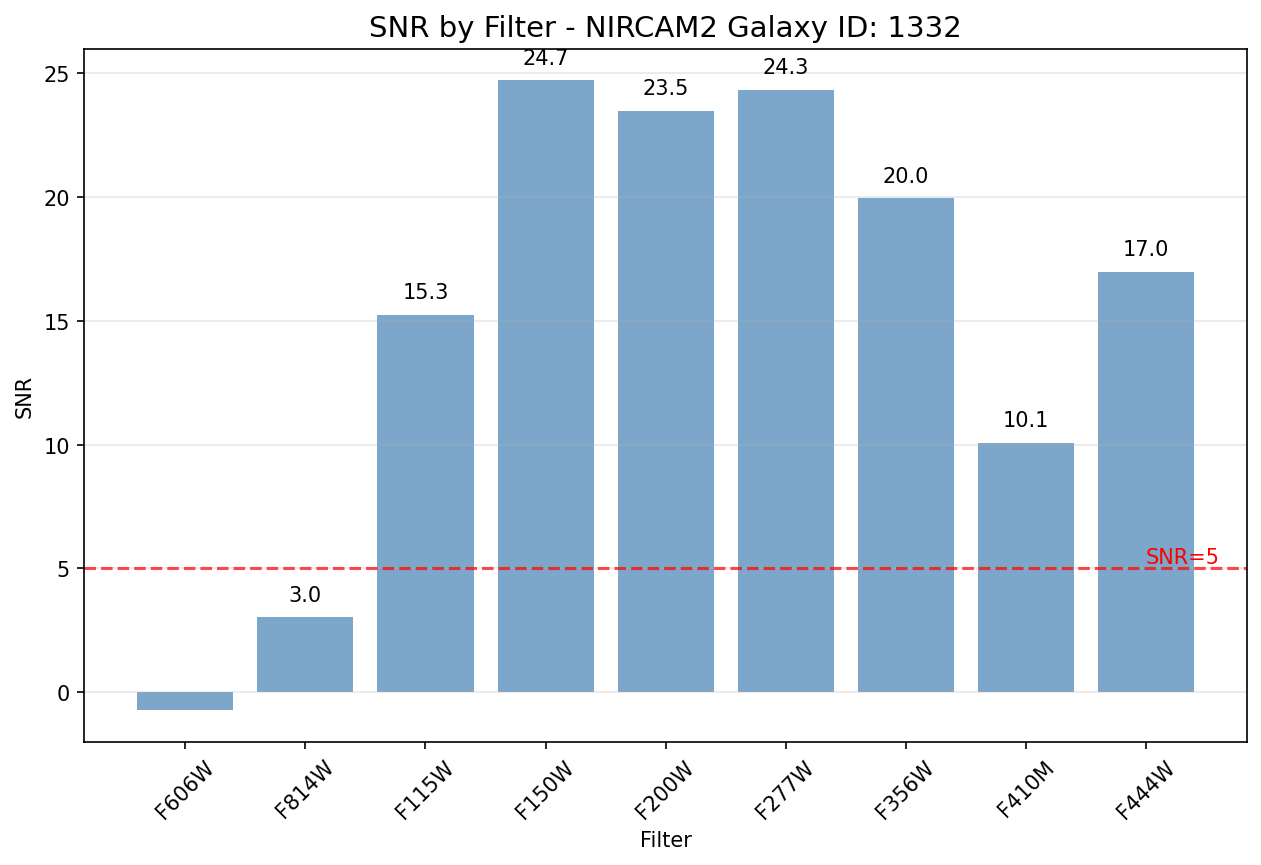 SNR by Filter - NIRCAM2 Galaxy ID: 1332
SNR
25
20
15
10
5
0
3.0
15.3
24.7
23.5
24.3
20.0
10.1
17.0
SNR=5
F606W
F814W
F115W
F150W
F200W
F277W
F356W
F410M
F444W
Filter